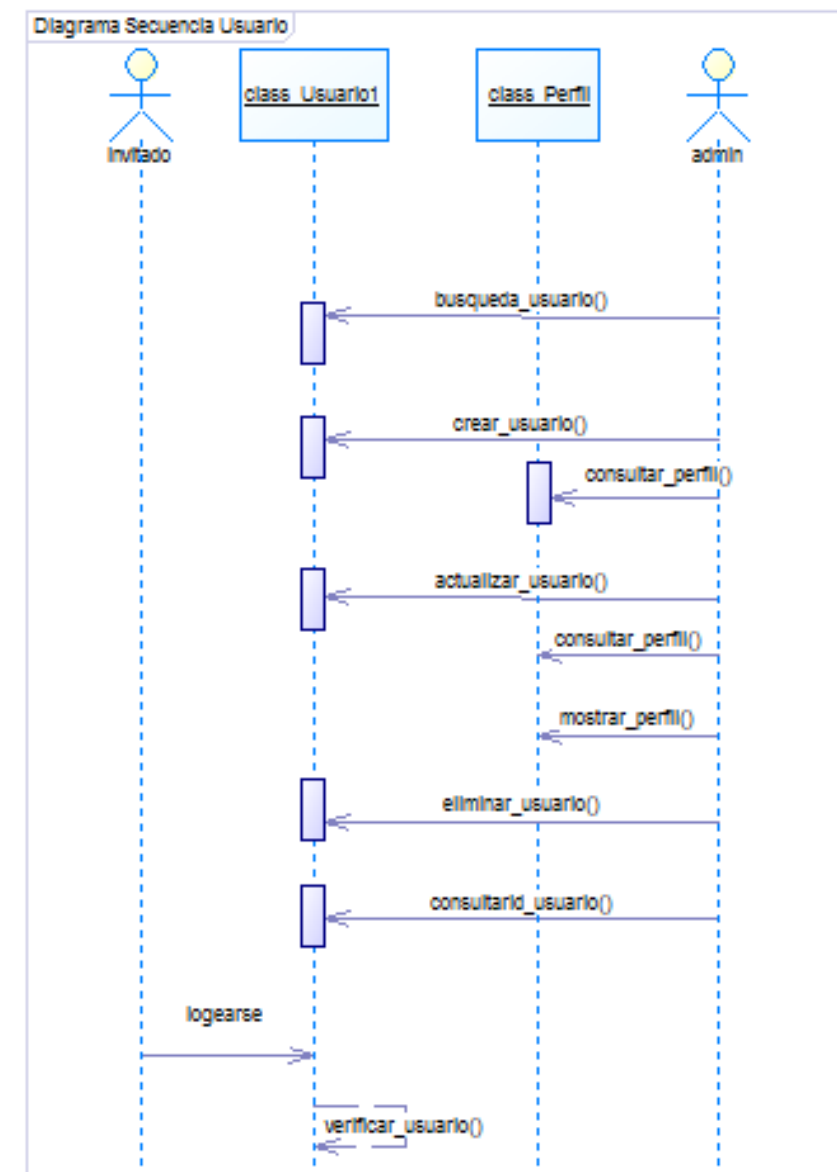 Diagrama Secuencia Usuario
class_Usuario1
class_Perfil
invitado
admin
busqueda_usuario()
crear_usuario()
consultar_perfil()
actualizar_usuario()
consultar_perfil()
mostrar_perfil()
eliminar_usuario()
consultarid_usuario()
logearse
verificar_usuario()